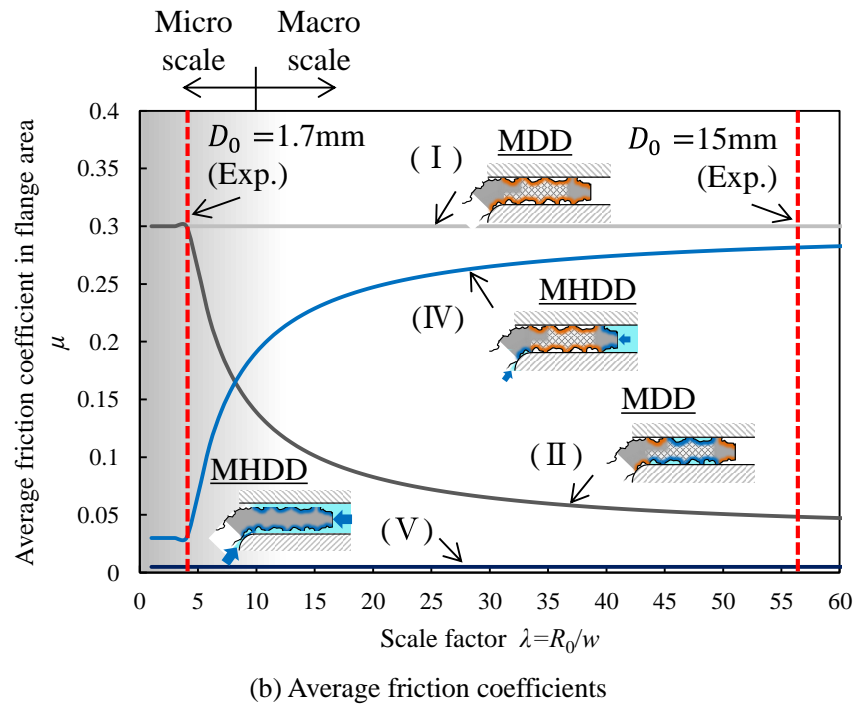 Micro scale
Macro scale
Average friction coefficient in flange area
μ
0.4
0.35
0.3
0.25
0.2
0.15
0.1
0.05
0
D₀ =1.7mm
(Exp.)
(Ⅰ)
MDD
D₀ =15mm
(Exp.)
(Ⅳ)
MHDD
MDD
(Ⅱ)
MHDD
(Ⅴ)
0 5 10 15 20 25 30 35 40 45 50 55 60
Scale factor λ=R₀/w
(b) Average friction coefficients